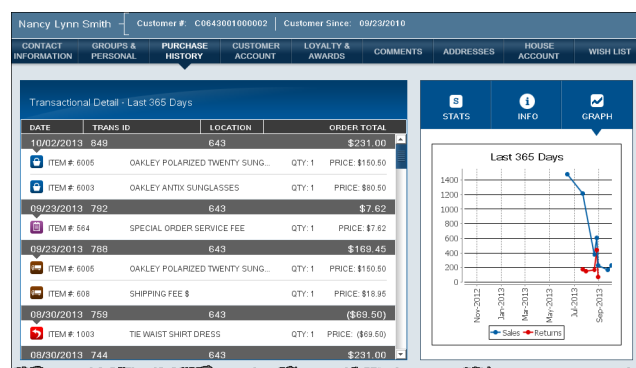 Nancy Lynn Smith Customer #: C0643001000002 Customer Since: 09/23/2010
CONTACT INFORMATION GROUPS & PERSONAL PURCHASE HISTORY CUSTOMER ACCOUNT LOYALTY & AWARDS COMMENTS ADDRESSES HOUSE ACCOUNT WISH LIST
Transactional Detail - Last 365 Days
DATE TRANS ID LOCATION ORDER TOTAL
10/02/2013 849 643 $231.00
ITEM #: 6005 OAKLEY POLARIZED TWENTY SUNG... QTY: 1 PRICE: $150.50
ITEM #: 6003 OAKLEY ANTIX SUNGLASSES QTY: 1 PRICE: $80.50
09/23/2013 792 643 $7.62
ITEM #: 564 SPECIAL ORDER SERVICE FEE QTY: 1 PRICE: $7.62
09/23/2013 788 643 $169.45
ITEM #: 6005 OAKLEY POLARIZED TWENTY SUNG... QTY: 1 PRICE: $150.50
ITEM #: 608 SHIPPING FEE $ QTY: 1 PRICE: $18.95
08/30/2013 759 643 ($69.50)
ITEM #: 1003 TIE WAIST SHIRT DRESS QTY: 1 PRICE: ($69.50)
08/30/2013 744 643 $231.00
S
STATS INFO GRAPH
Last 365 Days
1400
1200
1000
800
600
400
200
0
Nov-2012 Jan-2013 Mar-2013 May-2013 Jul-2013 Sep-2013
Sales Returns